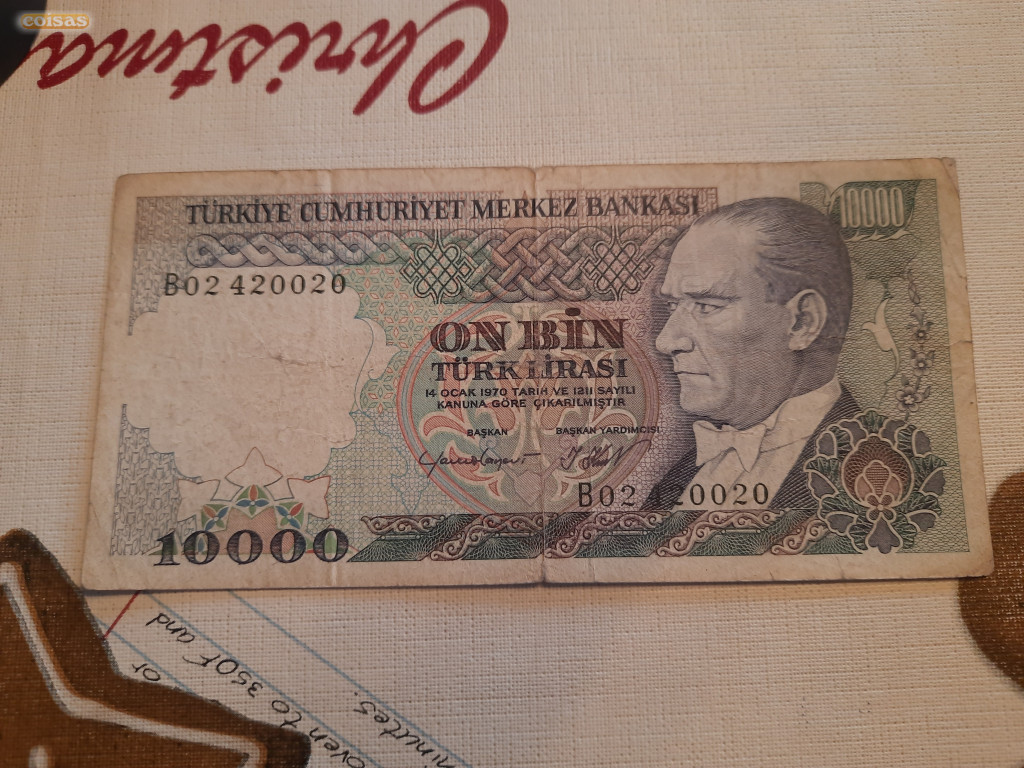 coisas
Christma
TÜRKİYE CUMHURİYET MERKEZ BANKASI
10000
B02 420020
ON BİN
TÜRK LİRASI
14 OCAK 1970 TARİH VE 1211 SAYILI
KANUNA GÖRE ÇIKARILMIŞTIR
BAŞKAN
BAŞKAN YARDIMCISI
B02 420020
10000
oven to 350f and
minutes.
or